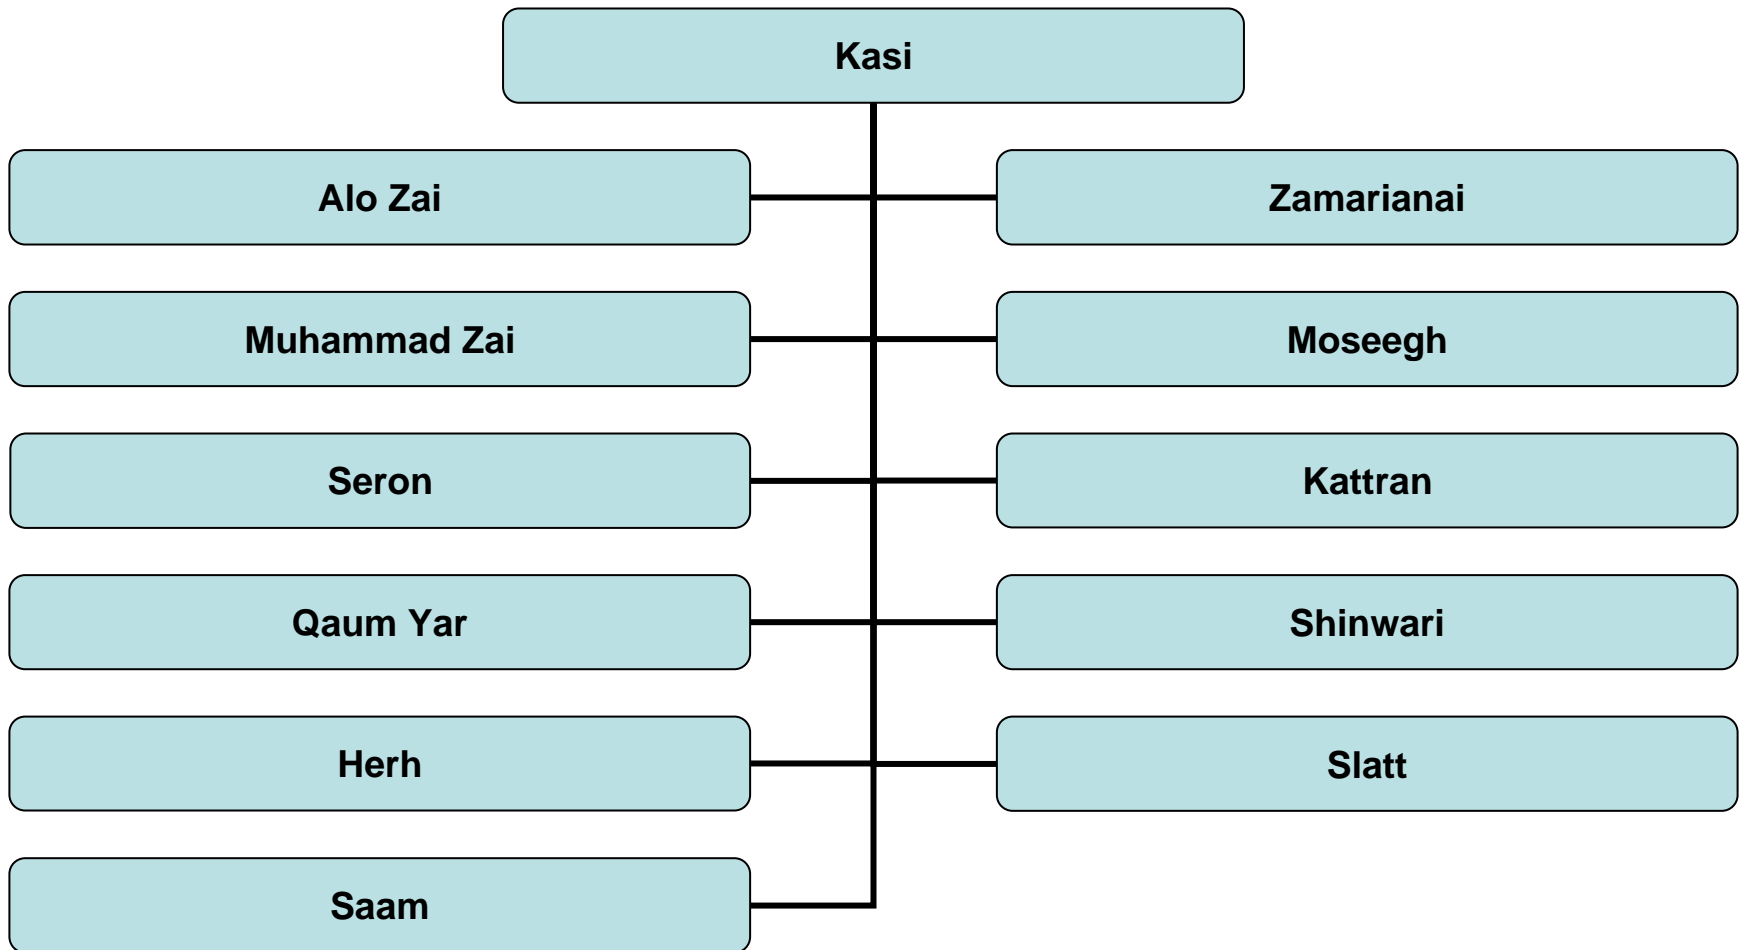 Kasi
Alo Zai
Zamarianai
Muhammad Zai
Moseegh
Seron
Kattran
Qaum Yar
Shinwari
Herh
Slatt
Saam